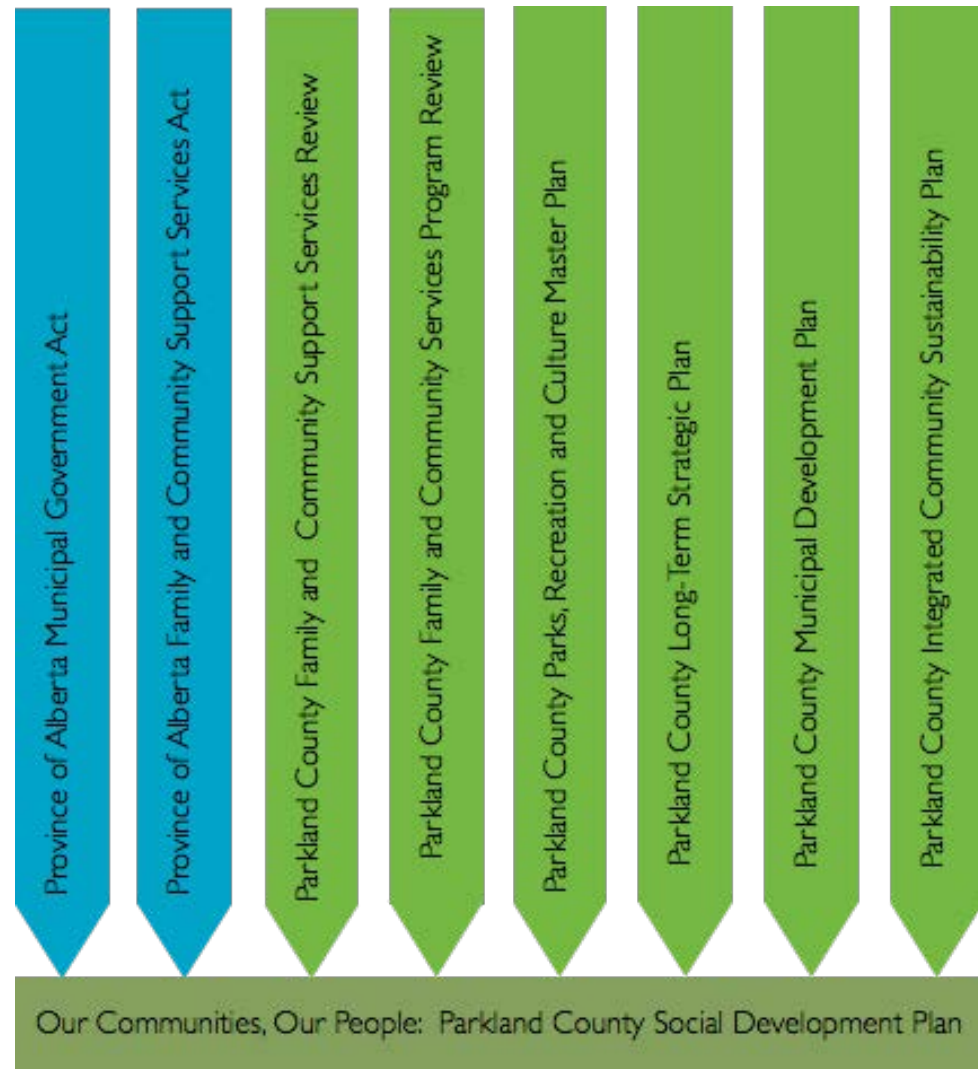 Province of Alberta Municipal Government Act
Province of Alberta Family and Community Support Services Act
Parkland County Family and Community Support Services Review
Parkland County Family and Community Services Program Review
Parkland County Parks, Recreation and Culture Master Plan
Parkland County Long-Term Strategic Plan
Parkland County Municipal Development Plan
Parkland County Integrated Community Sustainability Plan
Our Communities, Our People: Parkland County Social Development Plan